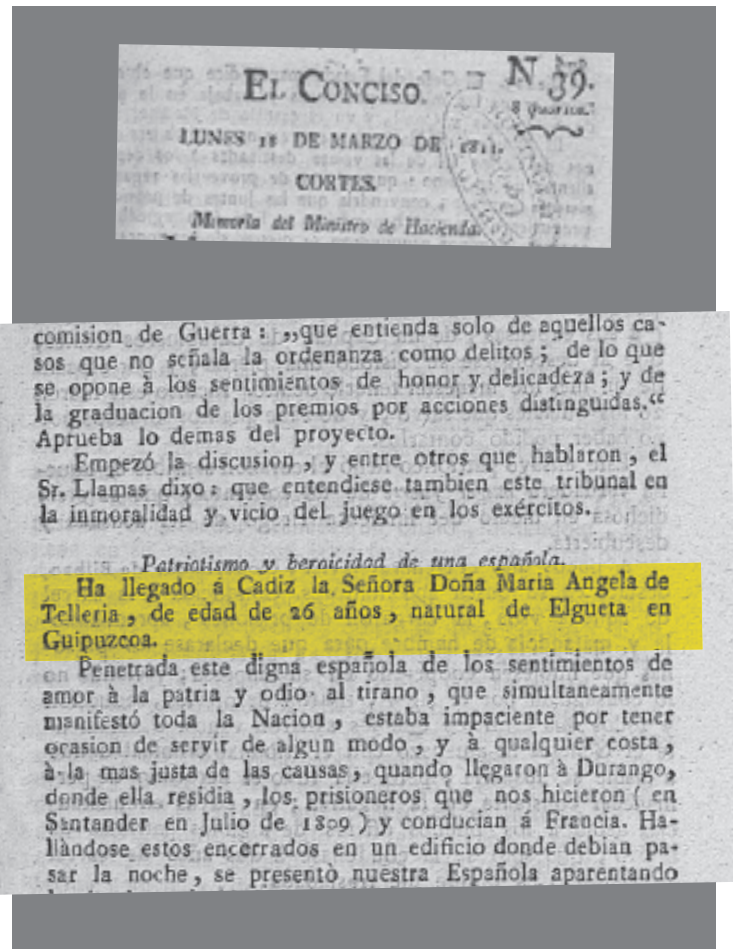 EL CONCISO.
N. 39.
8 quartos.
LUNES 18 DE MARZO DE 1811.
CORTES.
Memoria del Ministro de Hacienda.
comision de Guerra: „que entienda solo de aquellos ca-
sos que no señala la ordenanza como delitos; de lo que
se opone à los sentimientos de honor y delicadeza; y de
la graduacion de los premios por acciones distinguidas.“
Aprueba lo demas del proyecto.
Empezó la discusion, y entre otros que hablaron, el
Sr. Llamas dixo: que entendiese tambien este tribunal en
la inmoralidad y vicio del juego en los exércitos.
Patriotismo y heroicidad de una española.
Ha llegado á Cadiz la Señora Doña Maria Angela de
Telleria, de edad de 26 años, natural de Elgueta en
Guipuzcoa.
Penetrada este digna española de los sentimientos de
amor à la patria y odio al tirano, que simultaneamente
manifestó toda la Nacion, estaba impaciente por tener
ocasion de servir de algun modo, y à qualquier costa,
à la mas justa de las causas, quando llegaron à Durango,
donde ella residia, los prisioneros que nos hicieron (en
Santander en Julio de 1809) y conducian á Francia. Ha-
llàndose estos encerrados en un edificio donde debian pa-
sar la noche, se presentò nuestra Española aparentando